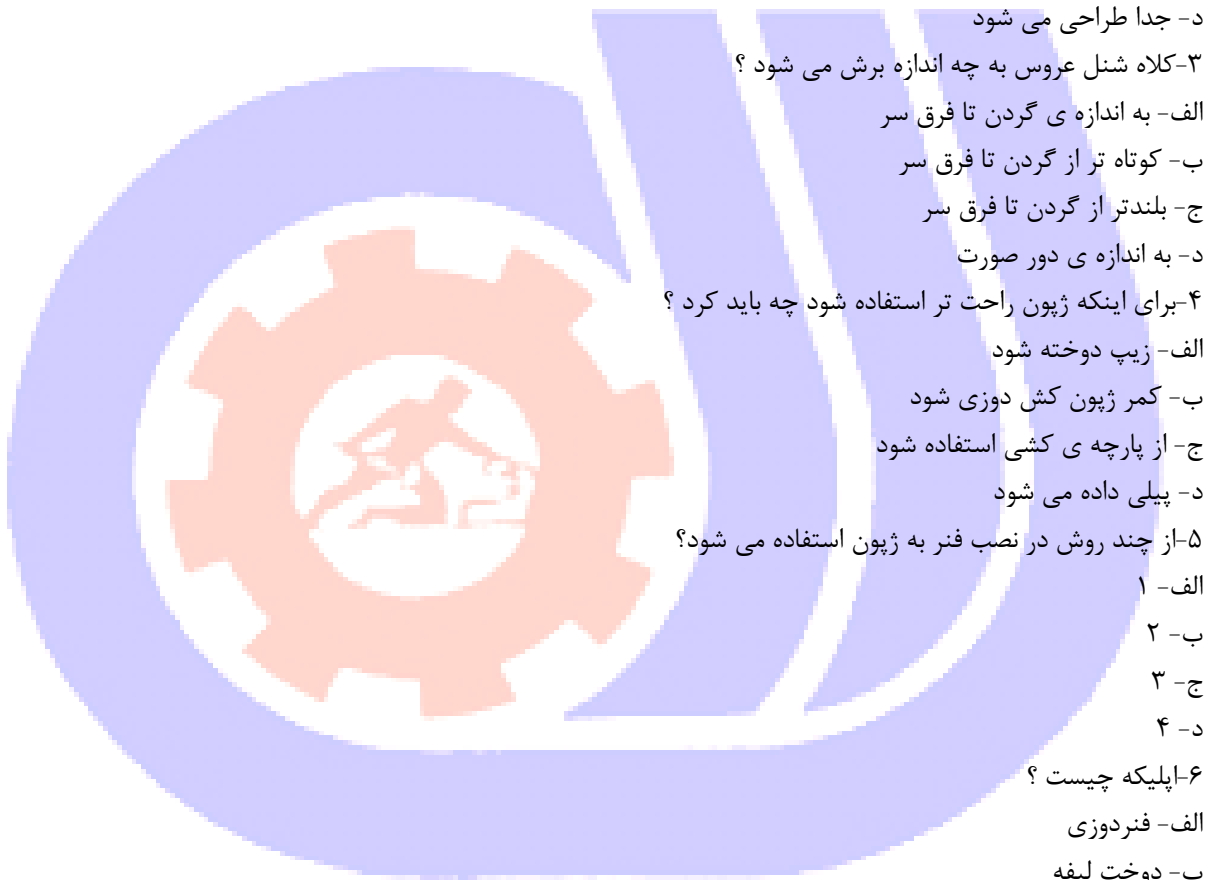 د- جدا طراحی می شود
۳-کلاه شنل عروس به چه اندازه برش می شود ؟
الف- به اندازه ی گردن تا فرق سر
ب- کوتاه تر از گردن تا فرق سر
ج- بلندتر از گردن تا فرق سر
د- به اندازه ی دور صورت
۴-برای اینکه ژپون راحت تر استفاده شود چه باید کرد ؟
الف- زیپ دوخته شود
ب- کمر ژپون کش دوزی شود
ج- از پارچه ی کشی استفاده شود
د- پیلی داده می شود
۵-از چند روش در نصب فنر به ژپون استفاده می شود؟
الف- ۱
ب- ۲
ج- ۳
د- ۴
۶-اپلیکه چیست ؟
الف- فنردوزی
ب- دوخت لیفه